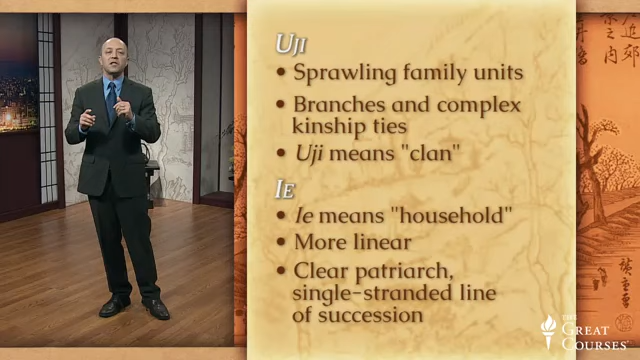 UJI
• Sprawling family units
• Branches and complex
kinship ties
• Uji means "clan"
IE
• Ie means "household"
• More linear
• Clear patriarch,
single-stranded line
of succession
THE
GREAT
COURSES